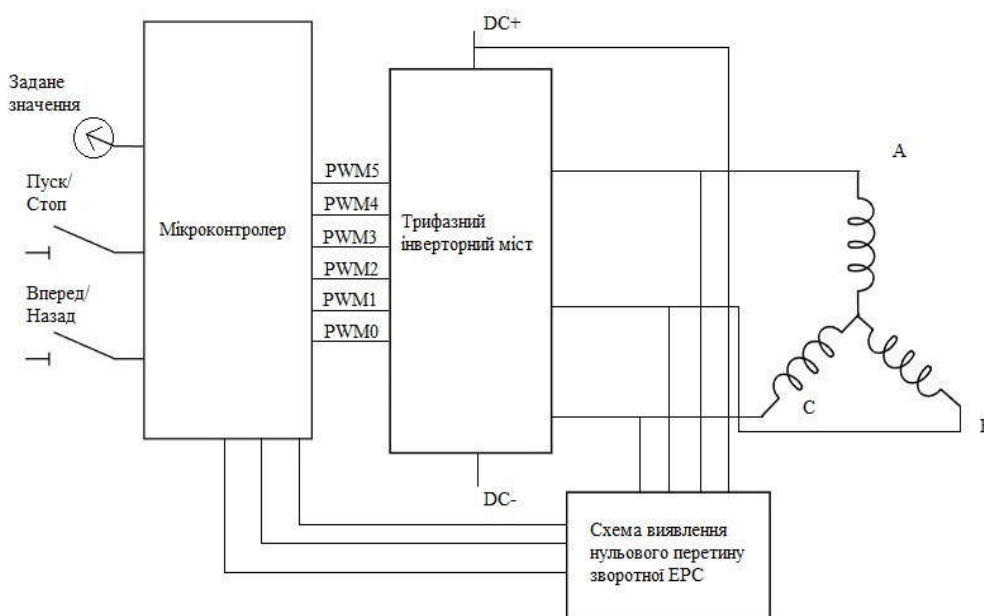 DC+
Задане
значення
A
PWM5
Пуск/
Стоп
PWM4
Мікроконтролер
Трифазний
інверторний міст
PWM3
PWM2
Вперед/
Назад
PWM1
PWM0
C
DC-
Схема виявлення
нульового перетину
зворотної ЕРС